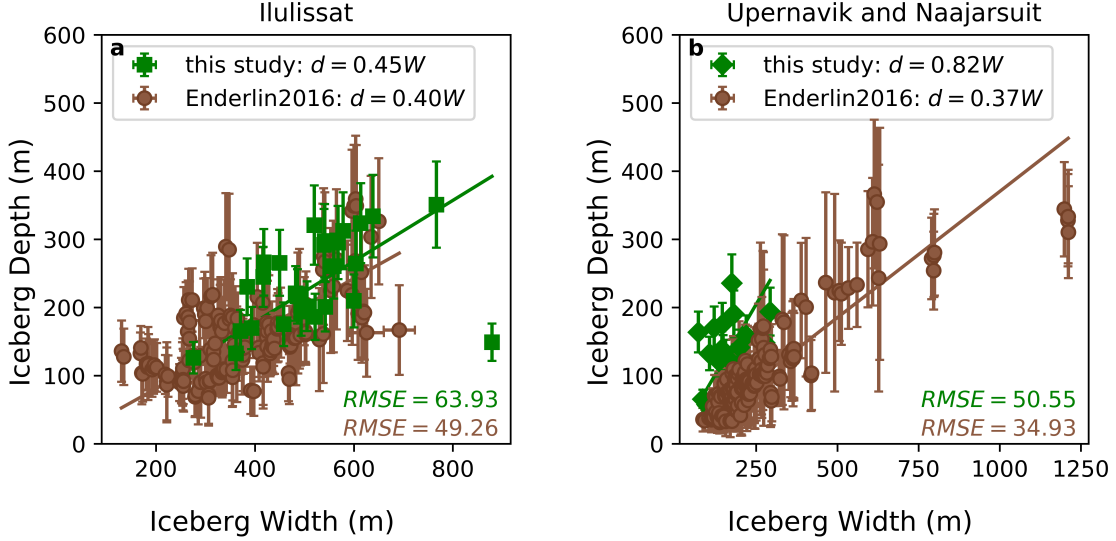 Ilulissat
a
this study: d = 0.45W
Enderlin2016: d = 0.40W
RMSE = 63.93
RMSE = 49.26
600
500
400
300
200
100
0
200 400 600 800
Iceberg Depth (m)
Iceberg Width (m)
Upernavik and Naajarsuit
b
this study: d = 0.82W
Enderlin2016: d = 0.37W
RMSE = 50.55
RMSE = 34.93
600
500
400
300
200
100
0
250 500 750 1000 1250
Iceberg Depth (m)
Iceberg Width (m)